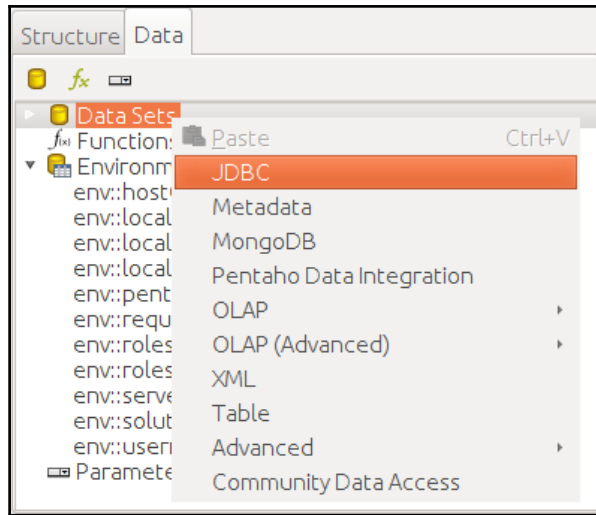 Structure Data
fx
Data Sets
f(x) Function
Paste Ctrl+V
Environm
JDBC
env::host
Metadata
env::local
MongoDB
env::local
env::local
Pentaho Data Integration
env::pent
OLAP
env::requ
env::roles
OLAP (Advanced)
env::roles
XML
env::serve
Table
env::solut
env::user
Advanced
Paramete
Community Data Access